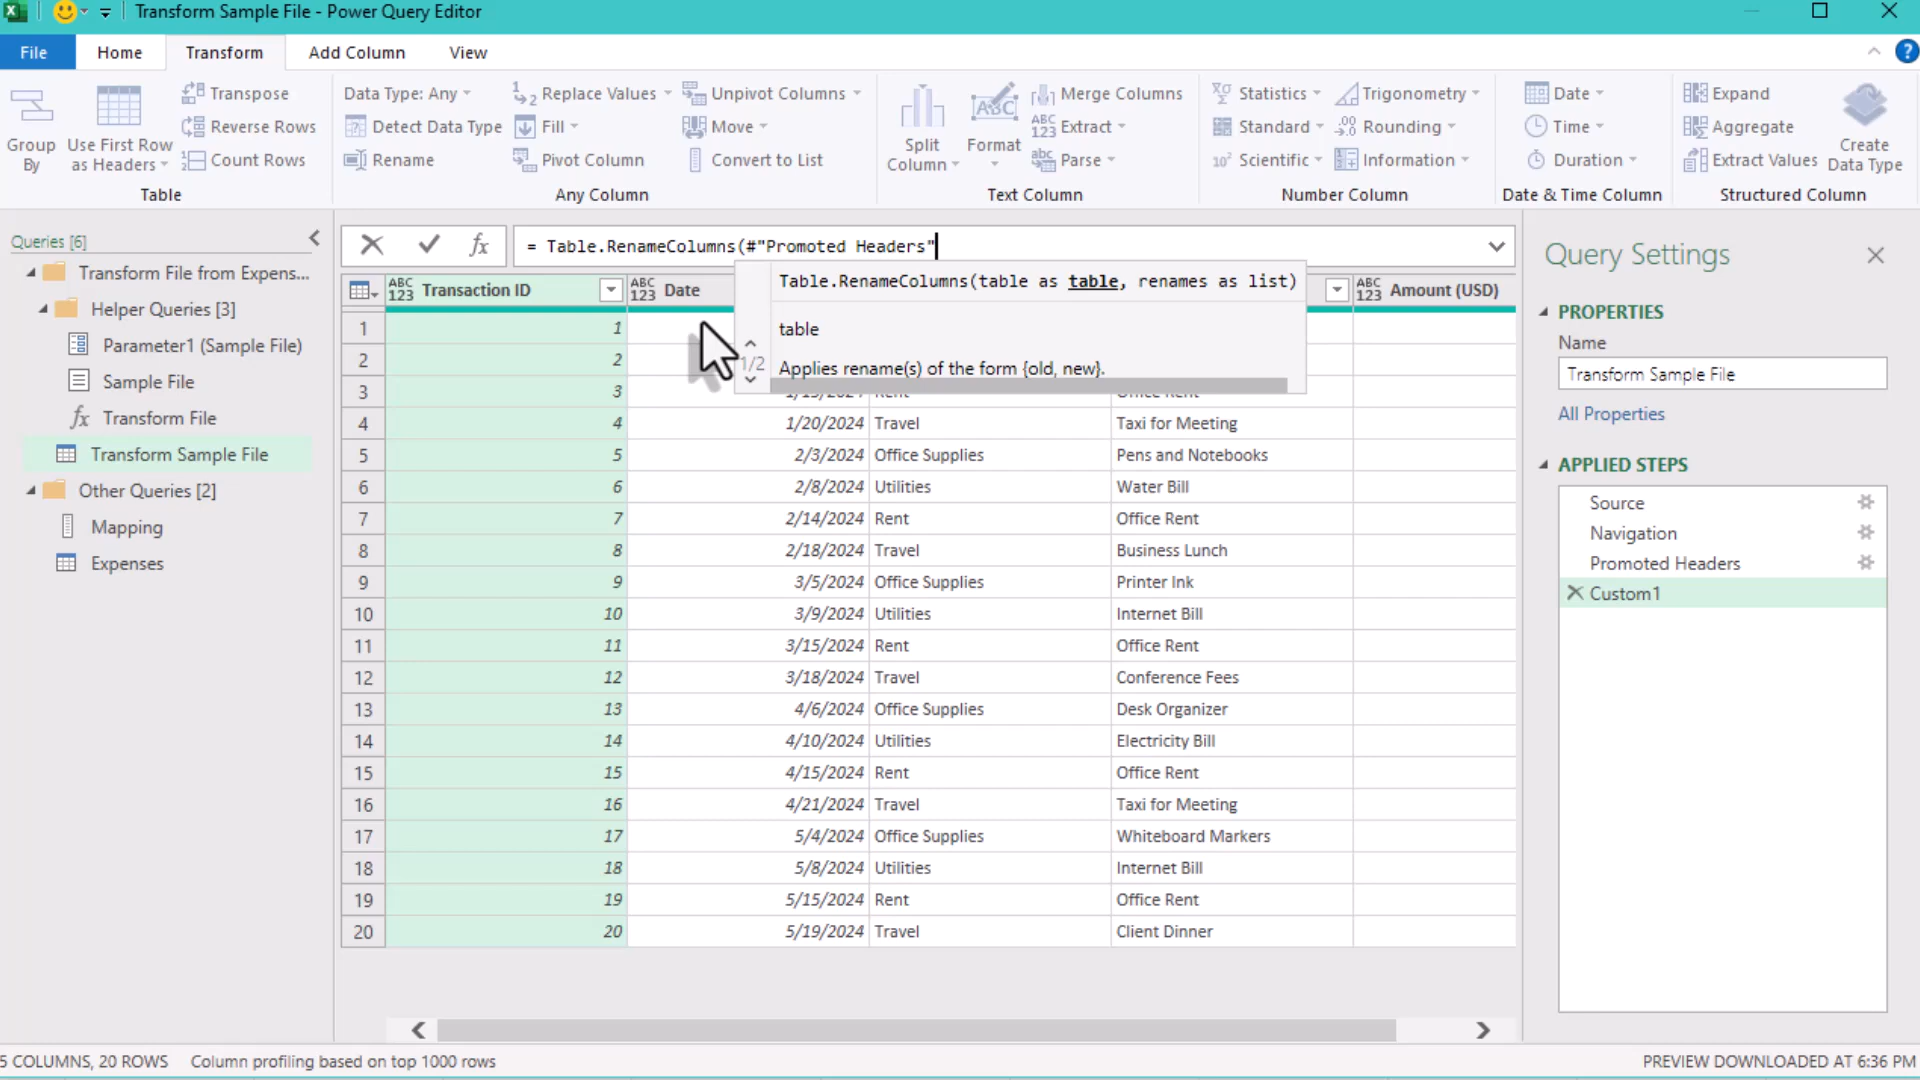 Transform Sample File - Power Query Editor
File Home Transform Add Column View
Group By
Use First Row as Headers
Transpose
Reverse Rows
Count Rows
Table
Data Type: Any
Detect Data Type
Rename
Replace Values
Fill
Pivot Column
Unpivot Columns
Move
Convert to List
Any Column
Split Column
Format
Merge Columns
Extract
Parse
Text Column
Statistics
Standard
Scientific
Trigonometry
Rounding
Information
Number Column
Date
Time
Duration
Date & Time Column
Expand
Aggregate
Extract Values
Create Data Type
Structured Column
Queries [6]
Transform File from Expens...
Helper Queries [3]
Parameter1 (Sample File)
Sample File
Transform File
Transform Sample File
Other Queries [2]
Mapping
Expenses
fx = Table.RenameColumns(#"Promoted Headers"
Table.RenameColumns(table as table, renames as list)
table
1/2
Applies rename(s) of the form {old, new}.
ABC 123 Transaction ID ABC 123 Date ABC 123 Amount (USD)
1 1
2 2
3 3
4 4 1/20/2024 Travel Taxi for Meeting
5 5 2/3/2024 Office Supplies Pens and Notebooks
6 6 2/8/2024 Utilities Water Bill
7 7 2/14/2024 Rent Office Rent
8 8 2/18/2024 Travel Business Lunch
9 9 3/5/2024 Office Supplies Printer Ink
10 10 3/9/2024 Utilities Internet Bill
11 11 3/15/2024 Rent Office Rent
12 12 3/18/2024 Travel Conference Fees
13 13 4/6/2024 Office Supplies Desk Organizer
14 14 4/10/2024 Utilities Electricity Bill
15 15 4/15/2024 Rent Office Rent
16 16 4/21/2024 Travel Taxi for Meeting
17 17 5/4/2024 Office Supplies Whiteboard Markers
18 18 5/8/2024 Utilities Internet Bill
19 19 5/15/2024 Rent Office Rent
20 20 5/19/2024 Travel Client Dinner
Query Settings
PROPERTIES
Name
Transform Sample File
All Properties
APPLIED STEPS
Source
Navigation
Promoted Headers
Custom1
5 COLUMNS, 20 ROWS Column profiling based on top 1000 rows
PREVIEW DOWNLOADED AT 6:36 PM